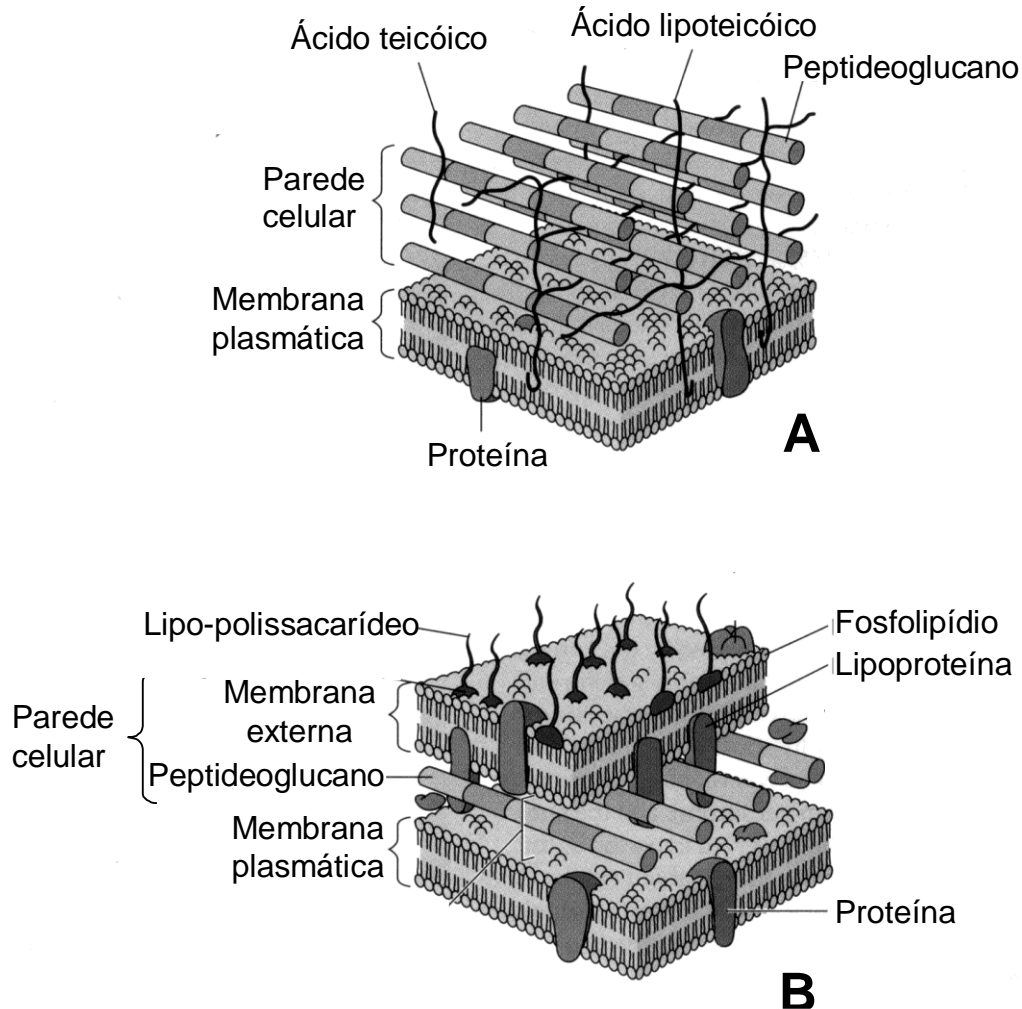 Ácido teicóico
Ácido lipoteicóico
Peptideoglucano
Parede
celular
Membrana
plasmática
Proteína
A
Lipo-polissacarídeo
Fosfolipídio
Lipoproteína
Membrana
externa
Parede
celular
Peptideoglucano
Membrana
plasmática
Proteína
B